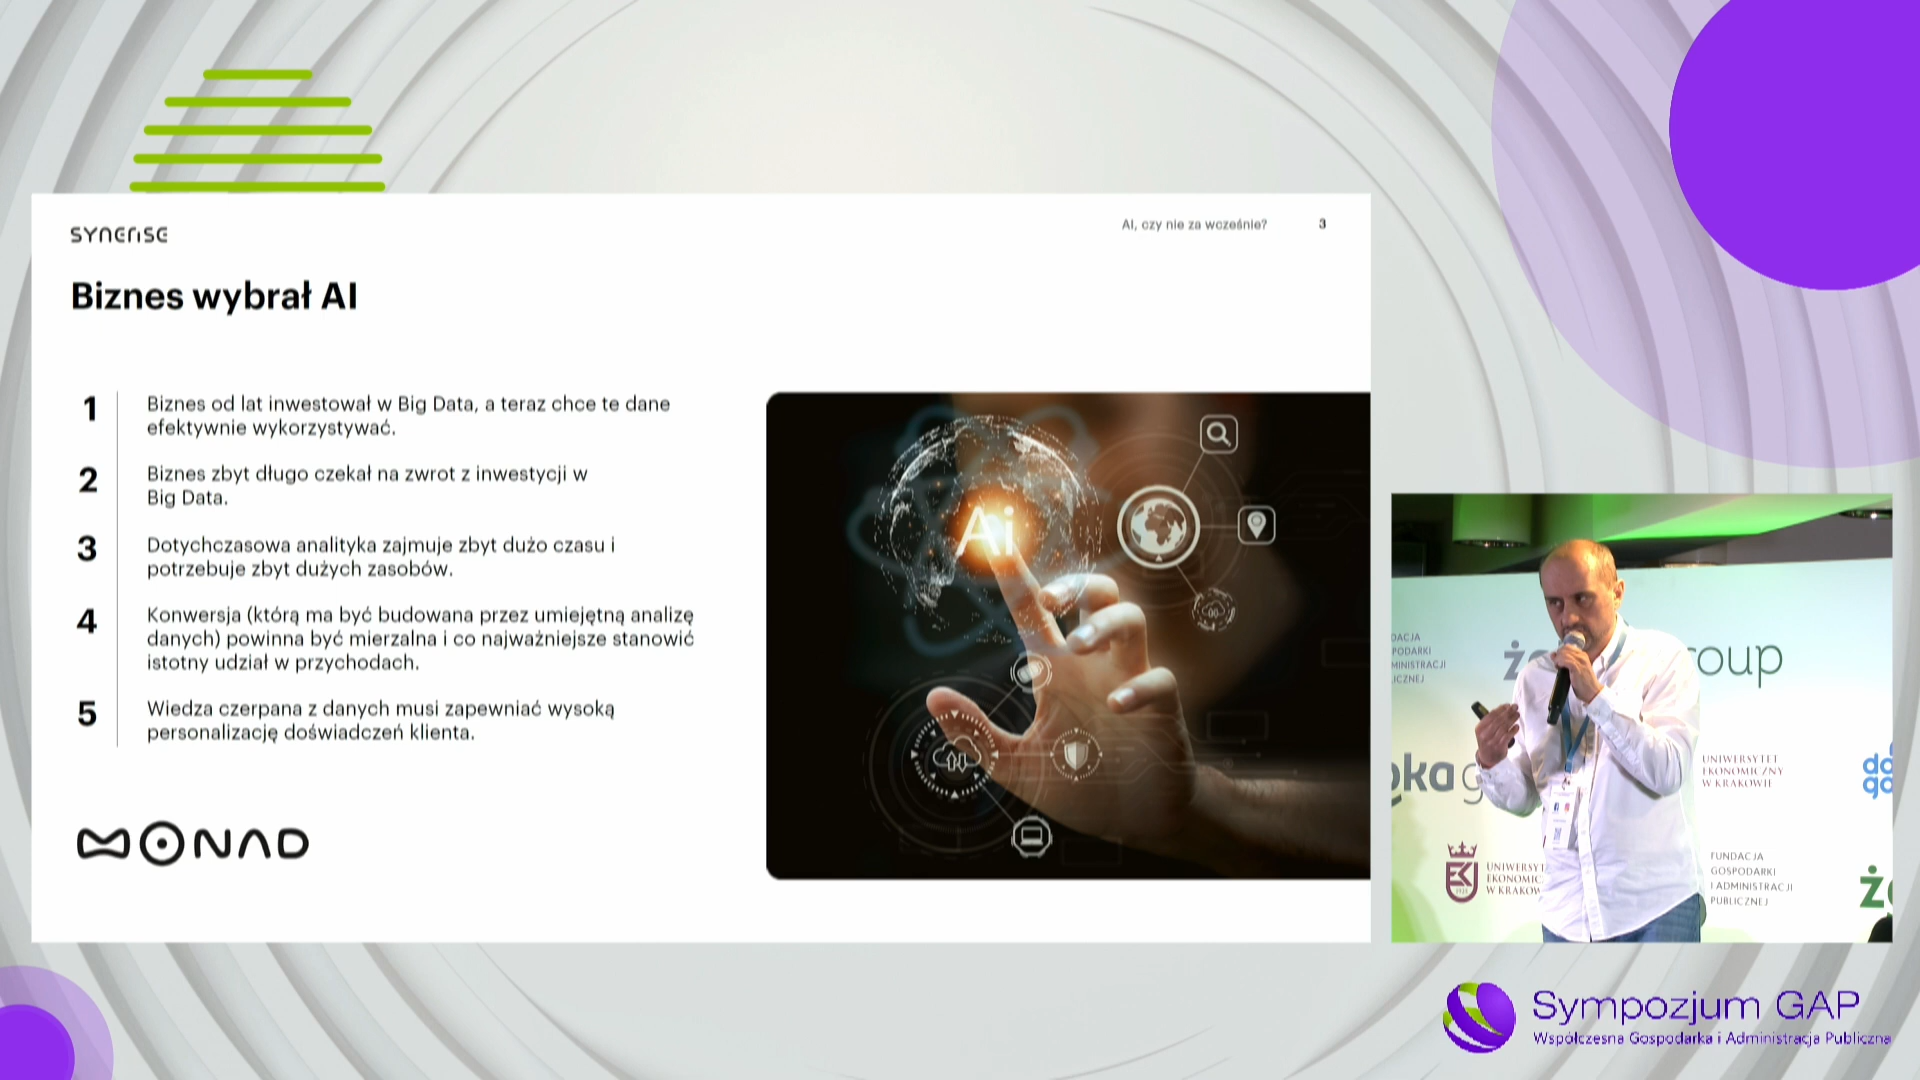 SYNERISE
AI, czy nie za wcześnie?
3
Biznes wybrał AI
1
Biznes od lat inwestował w Big Data, a teraz chce te dane
efektywnie wykorzystywać.
2
Biznes zbyt długo czekał na zwrot z inwestycji w
Big Data.
3
Dotychczasowa analityka zajmuje zbyt dużo czasu i
potrzebuje zbyt dużych zasobów.
4
Konwersja (którą ma być budowana przez umiejętną analizę
danych) powinna być mierzalna i co najważniejsze stanowić
istotny udział w przychodach.
5
Wiedza czerpana z danych musi zapewniać wysoką
personalizację doświadczeń klienta.
MONAD
Ai
UNIWERSYTET
EKONOMICZNY
W KRAKOWIE
FUNDACJA
GOSPODARKI
I ADMINISTRACJI
PUBLICZNEJ
Sympozjum GAP
Współczesna Gospodarka i Administracja Publiczna